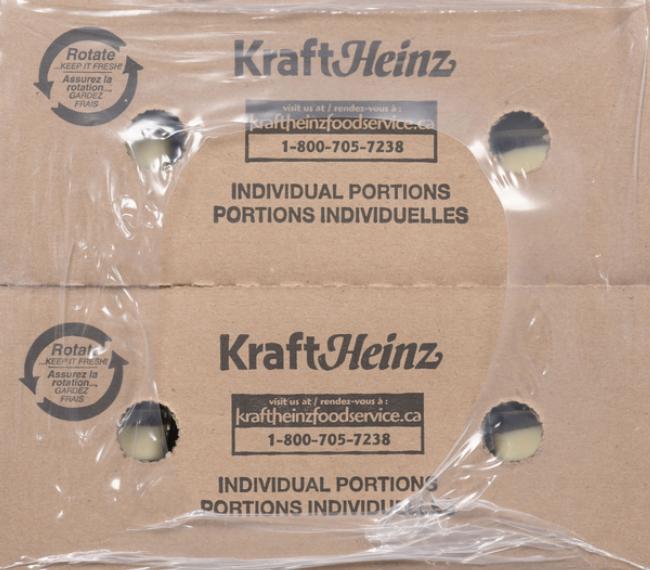 Rotate
...KEEP IT FRESH!
Assurez la
rotation...
GARDEZ
FRAIS
KraftHeinz
visit us at / rendez-vous à :
kraftheinzfoodservice.ca
1-800-705-7238
INDIVIDUAL PORTIONS
PORTIONS INDIVIDUELLES
Rotate
...KEEP IT FRESH!
Assurez la
rotation...
GARDEZ
FRAIS
KraftHeinz
visit us at / rendez-vous à :
kraftheinzfoodservice.ca
1-800-705-7238
INDIVIDUAL PORTIONS
PORTIONS INDIVIDUELLES